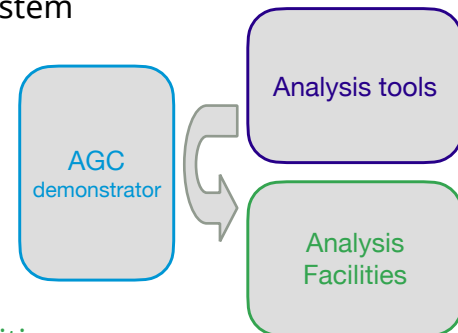 stem
Analysis tools
AGC
demonstrator
Analysis
Facilities